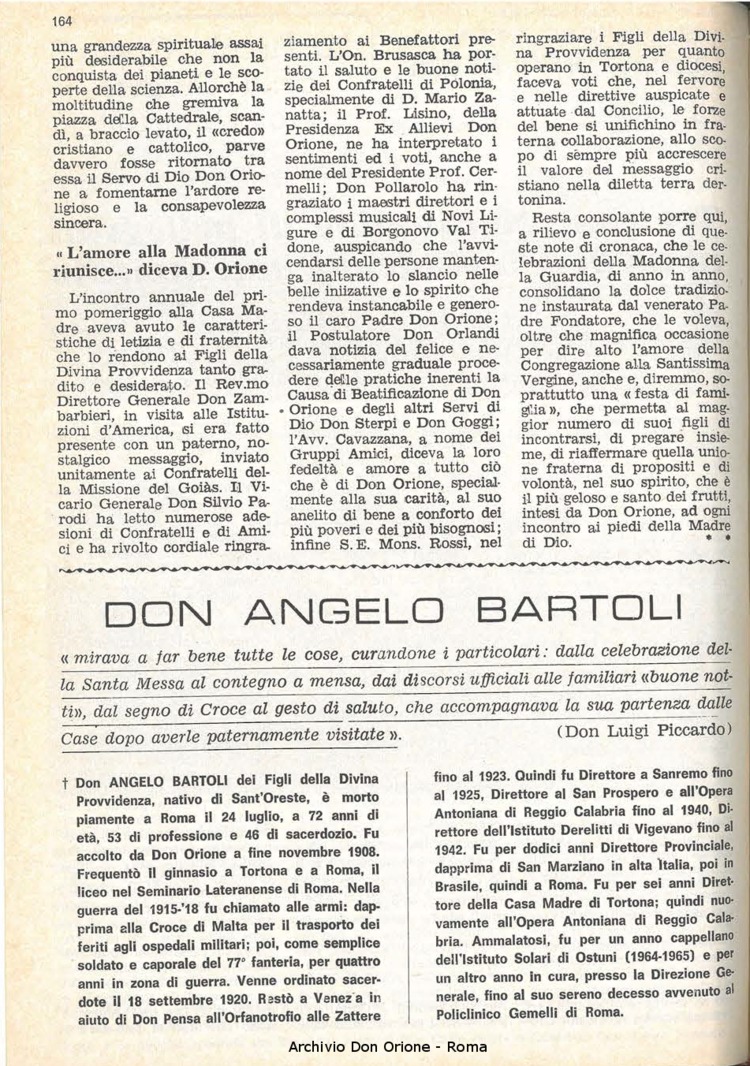 164
una grandezza spirituale assai
più desiderabile che non la
conquista dei pianeti e le sco-
perte della scienza. Allorchè la
moltitudine che gremiva la
piazza della Cattedrale, scan-
dì, a braccio levato, il «credo»
cristiano e cattolico, parve
davvero fosse ritornato tra
essa il Servo di Dio Don Orio-
ne a fomentarne l'ardore re-
ligioso e la consapevolezza
sincera.
« L'amore alla Madonna ci
riunisce...» diceva D. Orione
L'incontro annuale del pri-
mo pomeriggio alla Casa Ma-
dre aveva avuto le caratteri-
stiche di letizia e di fraternità
che lo rendono ai Figli della
Divina Provvidenza tanto gra-
dito e desiderato. Il Rev.mo
Direttore Generale Don Zam-
barbieri, in visita alle Istitu-
zioni d'America, si era fatto
presente con un paterno, no-
stalgico messaggio, inviato
unitamente ai Confratelli del-
la Missione del Goiàs. Il Vi-
cario Generale Don Silvio Pa-
rodi ha letto numerose ade-
sioni di Confratelli e di Ami-
ci e ha rivolto cordiale ringra-
ziamento ai Benefattori pre-
senti. L'On. Brusasca ha por-
tato il saluto e le buone noti-
zie dei Confratelli di Polonia,
specialmente di D. Mario Za-
natta; il Prof. Lisino, della
Presidenza Ex Allievi Don
Orione, ne ha interpretato i
sentimenti ed i voti, anche a
nome del Presidente Prof. Cer-
melli; Don Pollarolo ha rin-
graziato i maestri direttori e i
complessi musicali di Novi Li-
gure e di Borgonovo Val Ti-
done, auspicando che l'avvi-
cendarsi delle persone manten-
ga inalterato lo slancio nelle
belle iniizative e lo spirito che
rendeva instancabile e genero-
so il caro Padre Don Orione;
il Postulatore Don Orlandi
dava notizia del felice e ne-
cessariamente graduale proce-
dere delle pratiche inerenti la
Causa di Beatificazione di Don
Orione e degli altri Servi di
Dio Don Sterpi e Don Goggi;
l'Avv. Cavazzana, a nome dei
Gruppi Amici, diceva la loro
fedeltà e amore a tutto ciò
che è di Don Orione, special-
mente alla sua carità, al suo
anelito di bene a conforto dei
più poveri e dei più bisognosi;
infine S.E. Mons. Rossi, nel
ringraziare i Figli della Divi-
na Provvidenza per quanto
operano in Tortona e diocesi,
faceva voti che, nel fervore
e nelle direttive auspicate e
attuate dal Concilio, le forze
del bene si unifichino in fra-
terna collaborazione, allo sco-
po di sèmpre più accrescere
il valore del messaggio cri-
stiano nella diletta terra der-
tonina.
Resta consolante porre qui,
a rilievo e conclusione di que-
ste note di cronaca, che le ce-
lebrazioni della Madonna del-
la Guardia, di anno in anno,
consolidano la dolce tradizio-
ne instaurata dal venerato Pa-
dre Fondatore, che le voleva,
oltre che magnifica occasione
per dire alto l'amore della
Congregazione alla Santissima
Vergine, anche e, diremmo, so-
prattutto una « festa di fami-
glia », che permetta al mag-
gior numero di suoi figli di
incontrarsi, di pregare insie-
me, di riaffermare quella unio-
ne fraterna di propositi e di
volontà, nel suo spirito, che è
il più geloso e santo dei frutti,
intesi da Don Orione, ad ogni
incontro ai piedi della Madre
di Dio. * *
DON ANGELO BARTOLI
« mirava a far bene tutte le cose, curandone i particolari: dalla celebrazione del-
la Santa Messa al contegno a mensa, dai discorsi ufficiali alle familiari «buone not-
ti», dal segno di Croce al gesto di saluto, che accompagnava la sua partenza dalle
Case dopo averle paternamente visitate ». (Don Luigi Piccardo)
† Don ANGELO BARTOLI dei Figli della Divina
Provvidenza, nativo di Sant'Oreste, è morto
piamente a Roma il 24 luglio, a 72 anni di
età, 53 di professione e 46 di sacerdozio. Fu
accolto da Don Orione a fine novembre 1908.
Frequentò il ginnasio a Tortona e a Roma, il
liceo nel Seminario Lateranense di Roma. Nella
guerra del 1915-'18 fu chiamato alle armi: dap-
prima alla Croce di Malta per il trasporto dei
feriti agli ospedali militari; poi, come semplice
soldato e caporale del 77° fanteria, per quattro
anni in zona di guerra. Venne ordinato sacer-
dote il 18 settembre 1920. Restò a Venezia in
aiuto di Don Pensa all'Orfanotrofio alle Zattere
fino al 1923. Quindi fu Direttore a Sanremo fino
al 1925, Direttore al San Prospero e all'Opera
Antoniana di Reggio Calabria fino al 1940, Di-
rettore dell'Istituto Derelitti di Vigevano fino al
1942. Fu per dodici anni Direttore Provinciale,
dapprima di San Marziano in alta Italia, poi in
Brasile, quindi a Roma. Fu per sei anni Diret-
tore della Casa Madre di Tortona; quindi nuo-
vamente all'Opera Antoniana di Reggio Cala-
bria. Ammalatosi, fu per un anno cappellano
dell'Istituto Solari di Ostuni (1964-1965) e per
un altro anno in cura, presso la Direzione Ge-
nerale, fino al suo sereno decesso avvenuto al
Policlinico Gemelli di Roma.
Archivio Don Orione - Roma